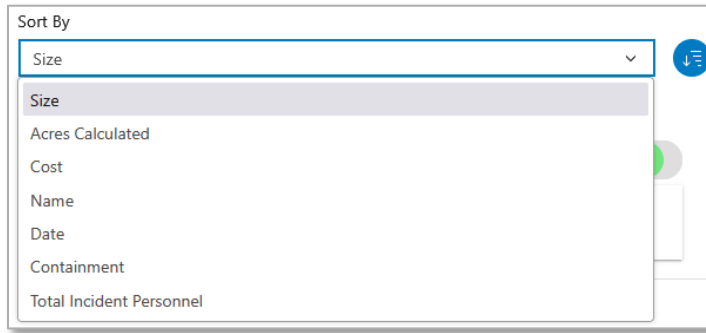 Sort By
Size
Size
Acres Calculated
Cost
Name
Date
Containment
Total Incident Personnel